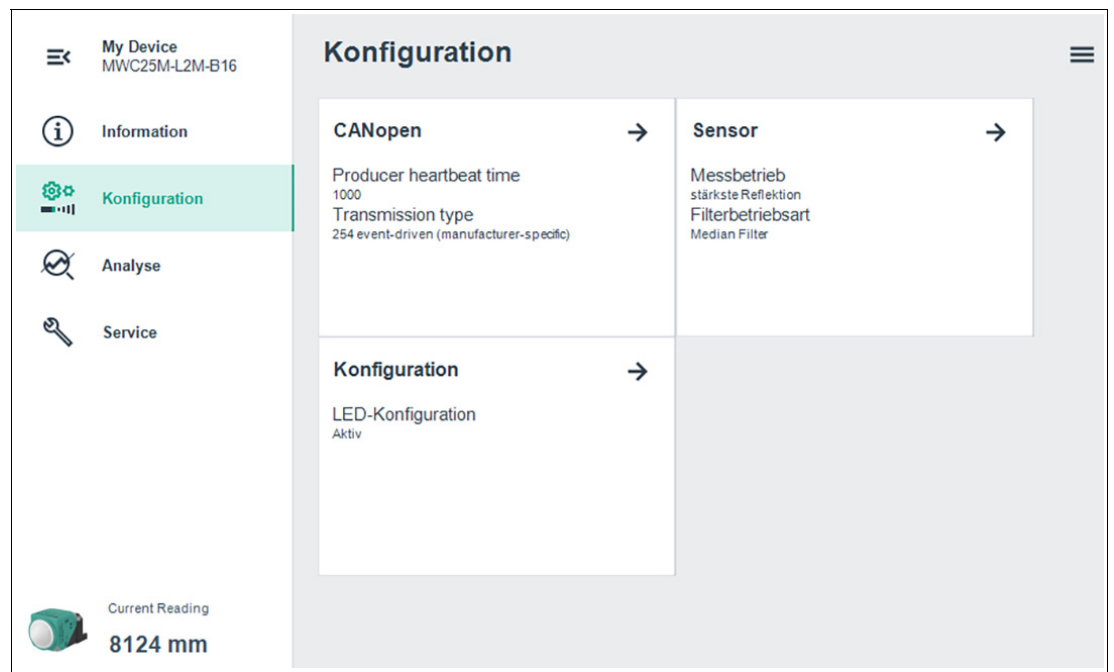 My Device
MWC25M-L2M-B16
Information
Konfiguration
Analyse
Service
Current Reading
8124 mm
Konfiguration
CANopen
Producer heartbeat time
1000
Transmission type
254 event-driven (manufacturer-specific)
Sensor
Messbetrieb
stärkste Reflektion
Filterbetriebsart
Median Filter
Konfiguration
LED-Konfiguration
Aktiv